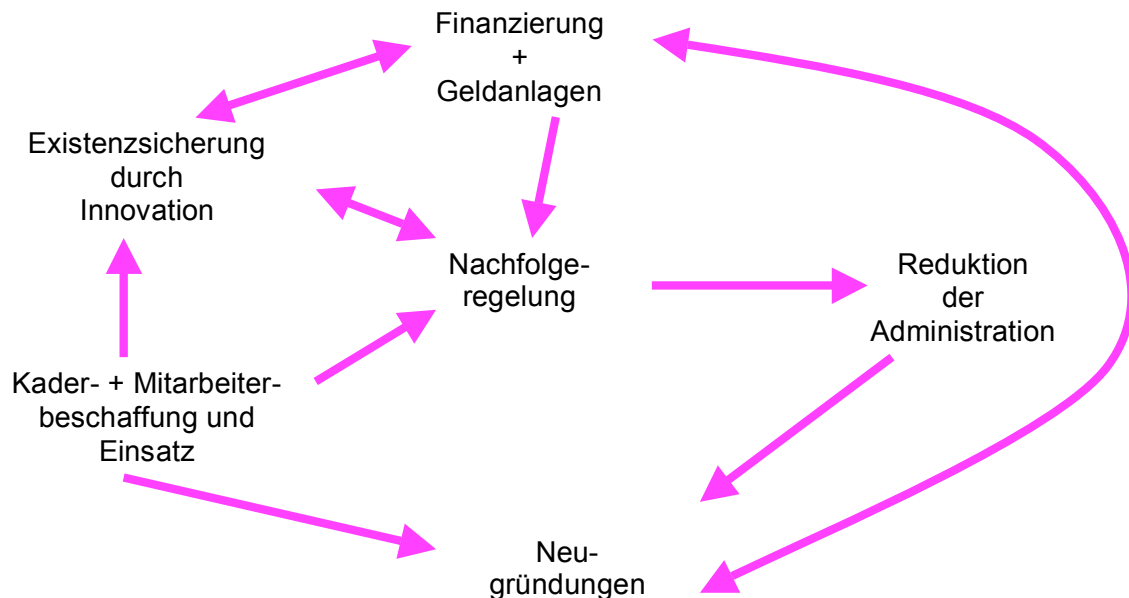 Finanzierung
+
Geldanlagen
Existenzsicherung
durch
Innovation
Nachfolge-
regelung
Reduktion
der
Administration
Kader- + Mitarbeiter-
beschaffung und
Einsatz
Neu-
gründungen